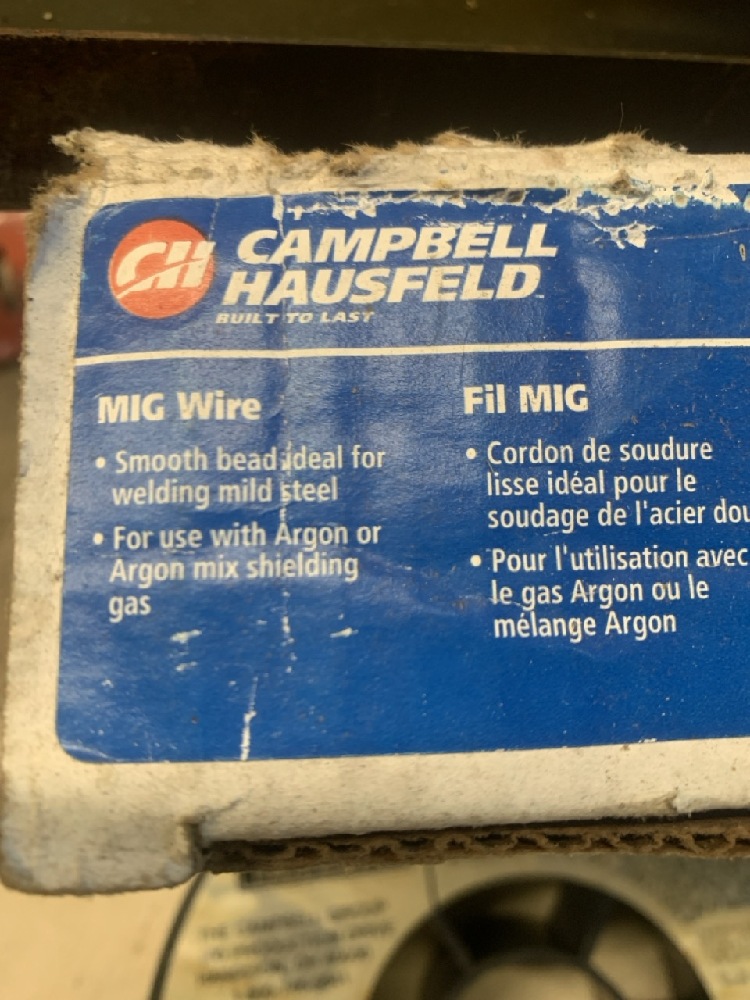 CH CAMPBELL
HAUSFELD
BUILT TO LAST
MIG Wire
• Smooth bead ideal for
welding mild steel
• For use with Argon or
Argon mix shielding
gas
Fil MIG
• Cordon de soudure
lisse idéal pour le
soudage de l'acier dou
• Pour l'utilisation avec
le gas Argon ou le
mélange Argon